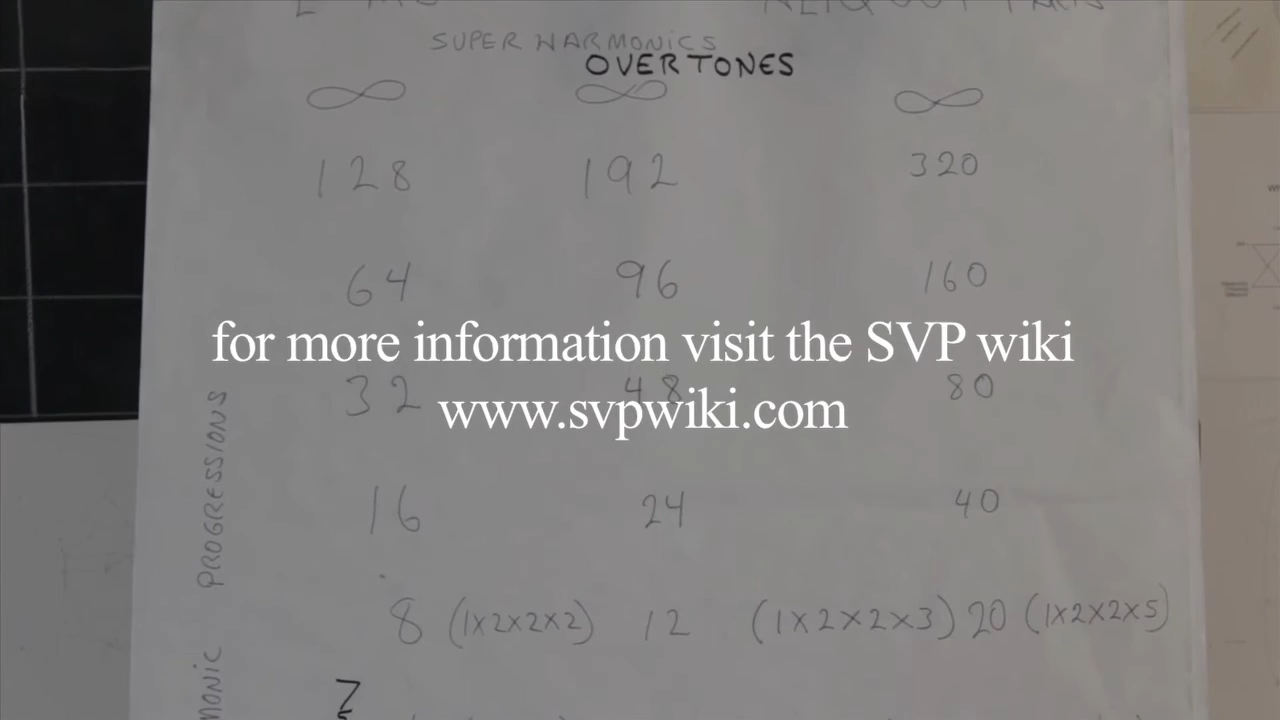 SUPER HARMONICS
OVERTONES
∞ ∞ ∞
128 192 320
64 96 160
for more information visit the SVP wiki
32 48 80
www.svpwiki.com
16 24 40
8 (1x2x2x2) 12 (1x2x2x3) 20 (1x2x2x5)
PROGRESSIONS